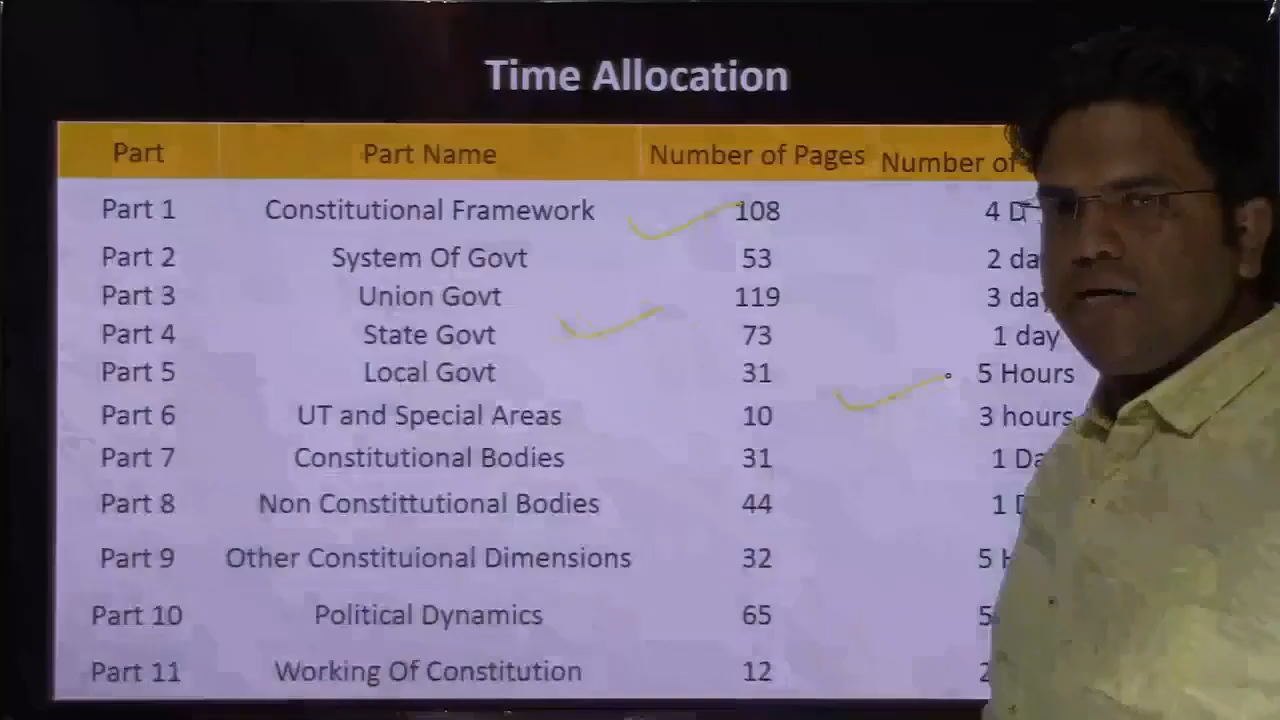 Time Allocation
Part Part Name Number of Pages Number of
Part 1 Constitutional Framework 108 4 D
Part 2 System Of Govt 53 2 da
Part 3 Union Govt 119 3 day
Part 4 State Govt 73 1 day
Part 5 Local Govt 31 5 Hours
Part 6 UT and Special Areas 10 3 hours
Part 7 Constitutional Bodies 31 1 Da
Part 8 Non Constittutional Bodies 44 1
Part 9 Other Constituional Dimensions 32 5 H
Part 10 Political Dynamics 65 5
Part 11 Working Of Constitution 12 2